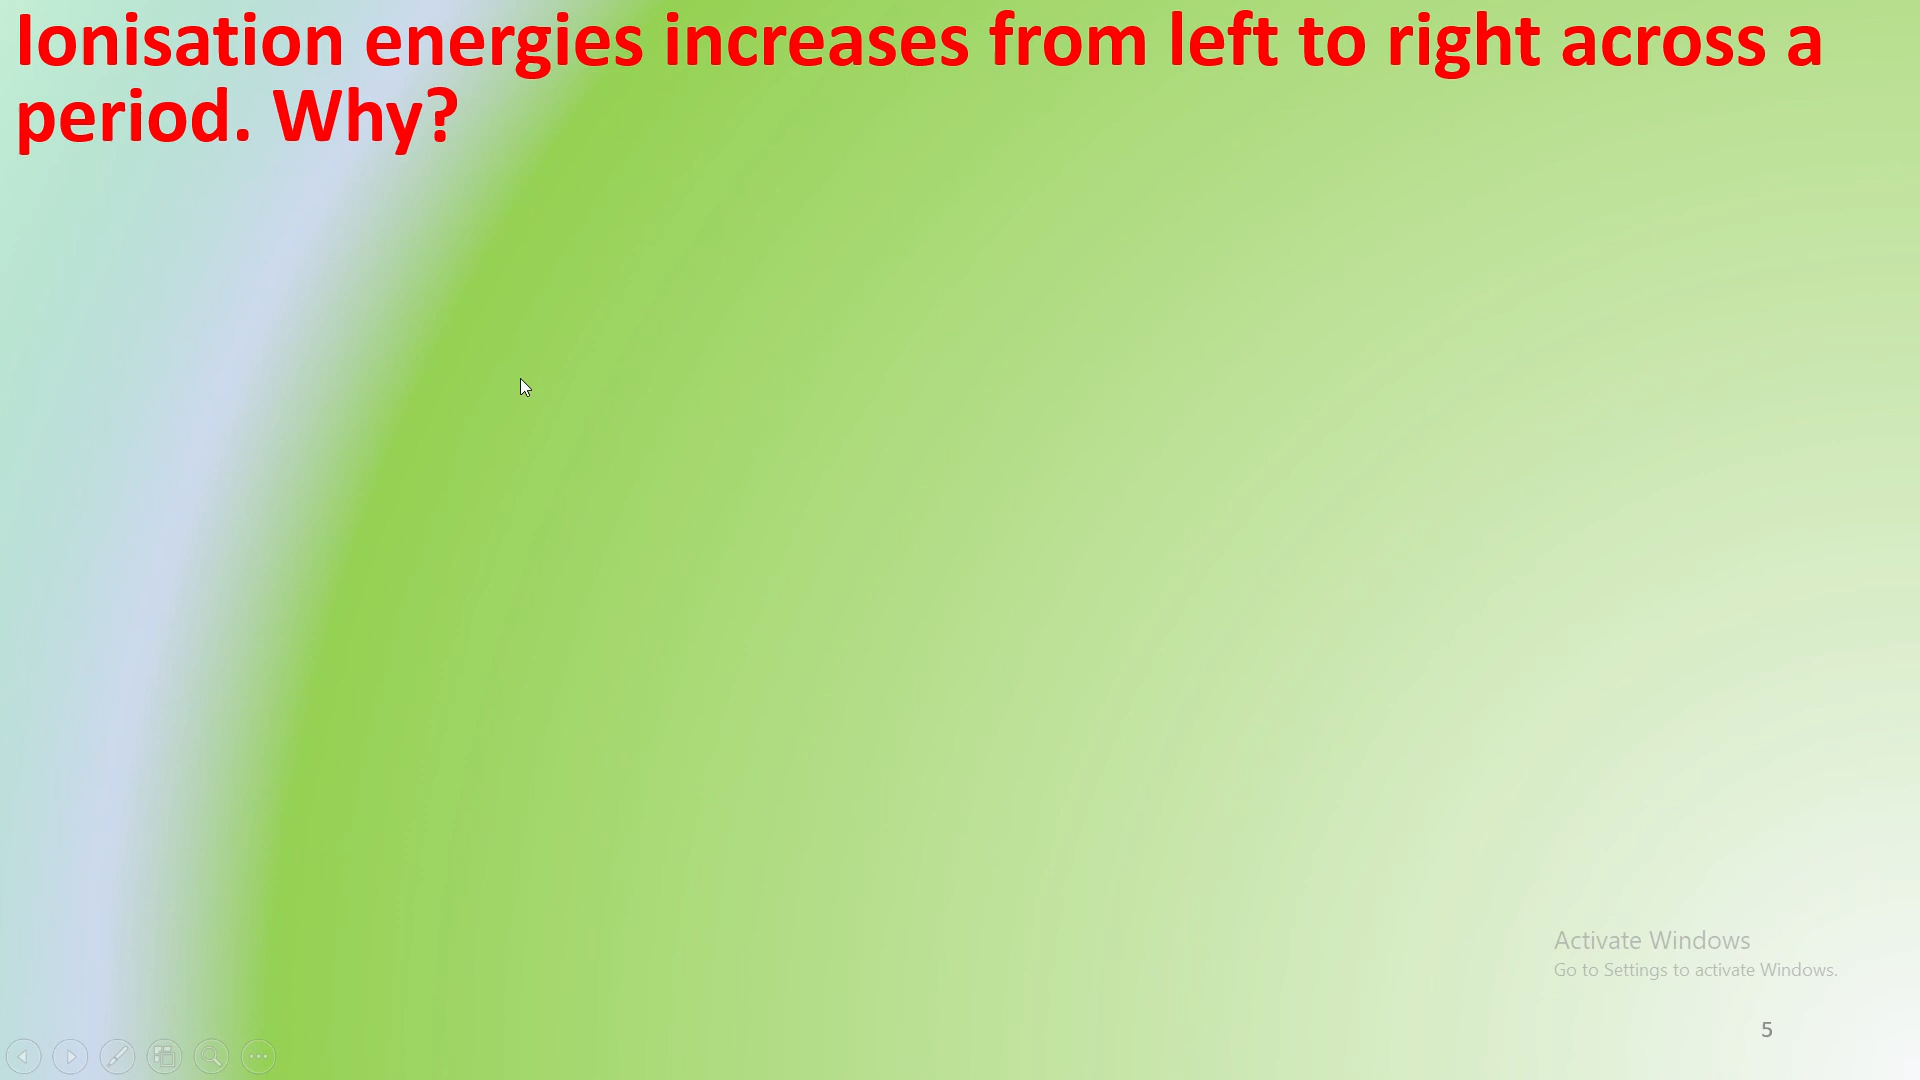 Ionisation energies increases from left to right across a
period. Why?
Activate Windows
Go to Settings to activate Windows.
5